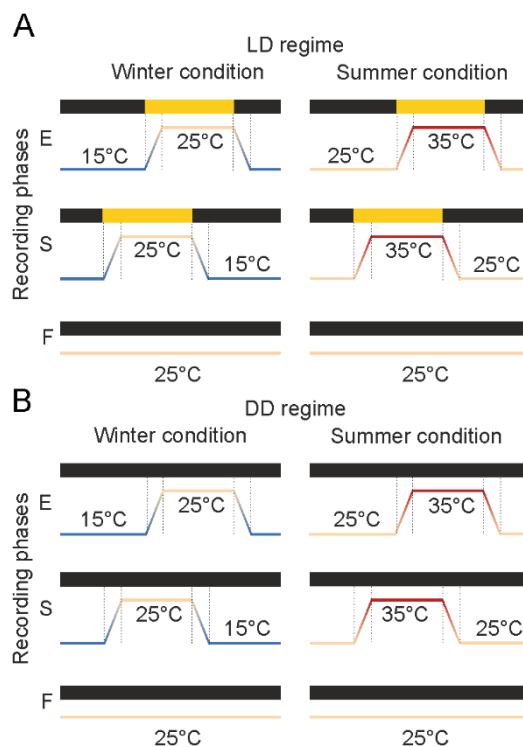 A
LD regime
Winter condition
Summer condition
Recording phases
E
15°C
25°C
25°C
35°C
S
25°C
15°C
35°C
25°C
F
25°C
25°C
B
DD regime
Winter condition
Summer condition
Recording phases
E
15°C
25°C
25°C
35°C
S
25°C
15°C
35°C
25°C
F
25°C
25°C